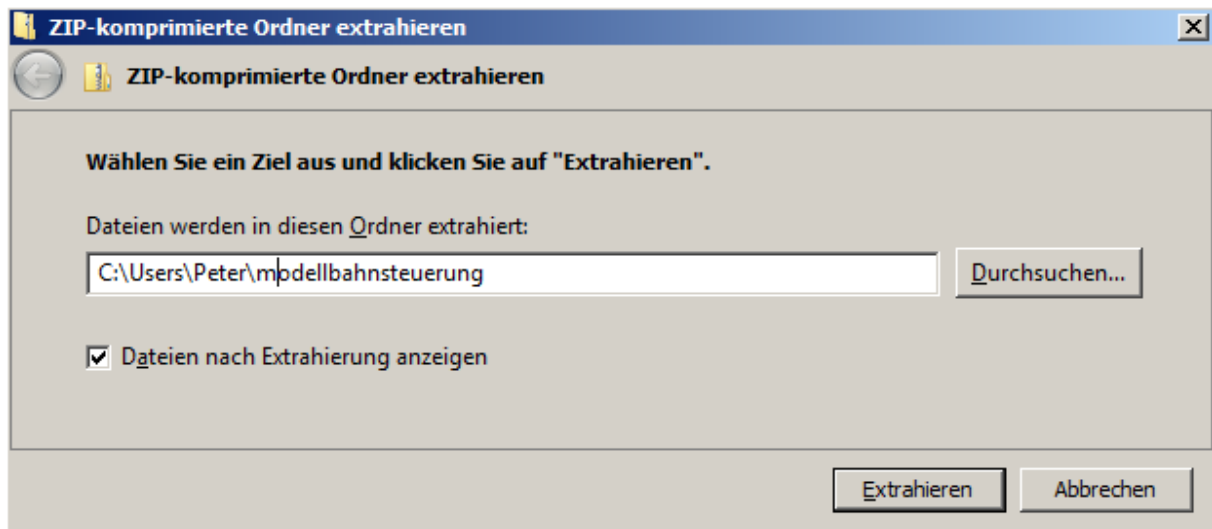 ZIP-komprimierte Ordner extrahieren
ZIP-komprimierte Ordner extrahieren
Wählen Sie ein Ziel aus und klicken Sie auf "Extrahieren".
Dateien werden in diesen Ordner extrahiert:
C:\Users\Peter\modellbahnsteuerung
Durchsuchen...
Dateien nach Extrahierung anzeigen
Extrahieren
Abbrechen